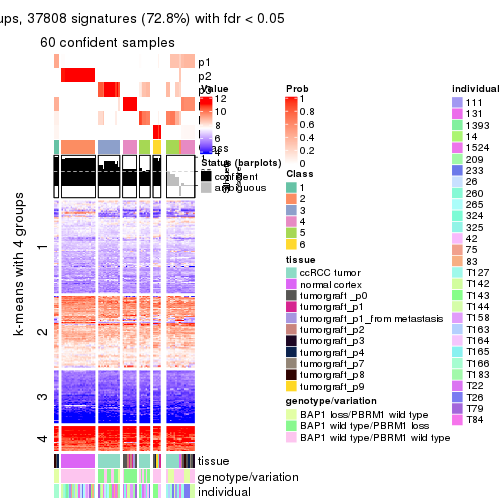 ups, 37808 signatures (72.8%) with fdr < 0.05
60 confident samples
p1
p2
p4
p5
p6
Class
Value
12
10
8
6
4
Status (barplots)
confident
ambiguous
k-means with 4 groups
1
2
3
4
tissue
genotype/variation
individual
Prob
1
0.8
0.6
0.4
0.2
0
Class
1
2
3
4
5
6
tissue
ccRCC tumor
normal cortex
tumorgraft_p0
tumorgraft_p1
tumorgraft_p1_from metastasis
tumorgraft_p2
tumorgraft_p3
tumorgraft_p4
tumorgraft_p7
tumorgraft_p8
tumorgraft_p9
genotype/variation
BAP1 loss/PBRM1 wild type
BAP1 wild type/PBRM1 loss
BAP1 wild type/PBRM1 wild type
individual
111
131
1393
14
1524
209
233
26
260
265
324
325
42
75
83
T127
T142
T143
T144
T158
T163
T164
T165
T166
T183
T22
T26
T79
T84